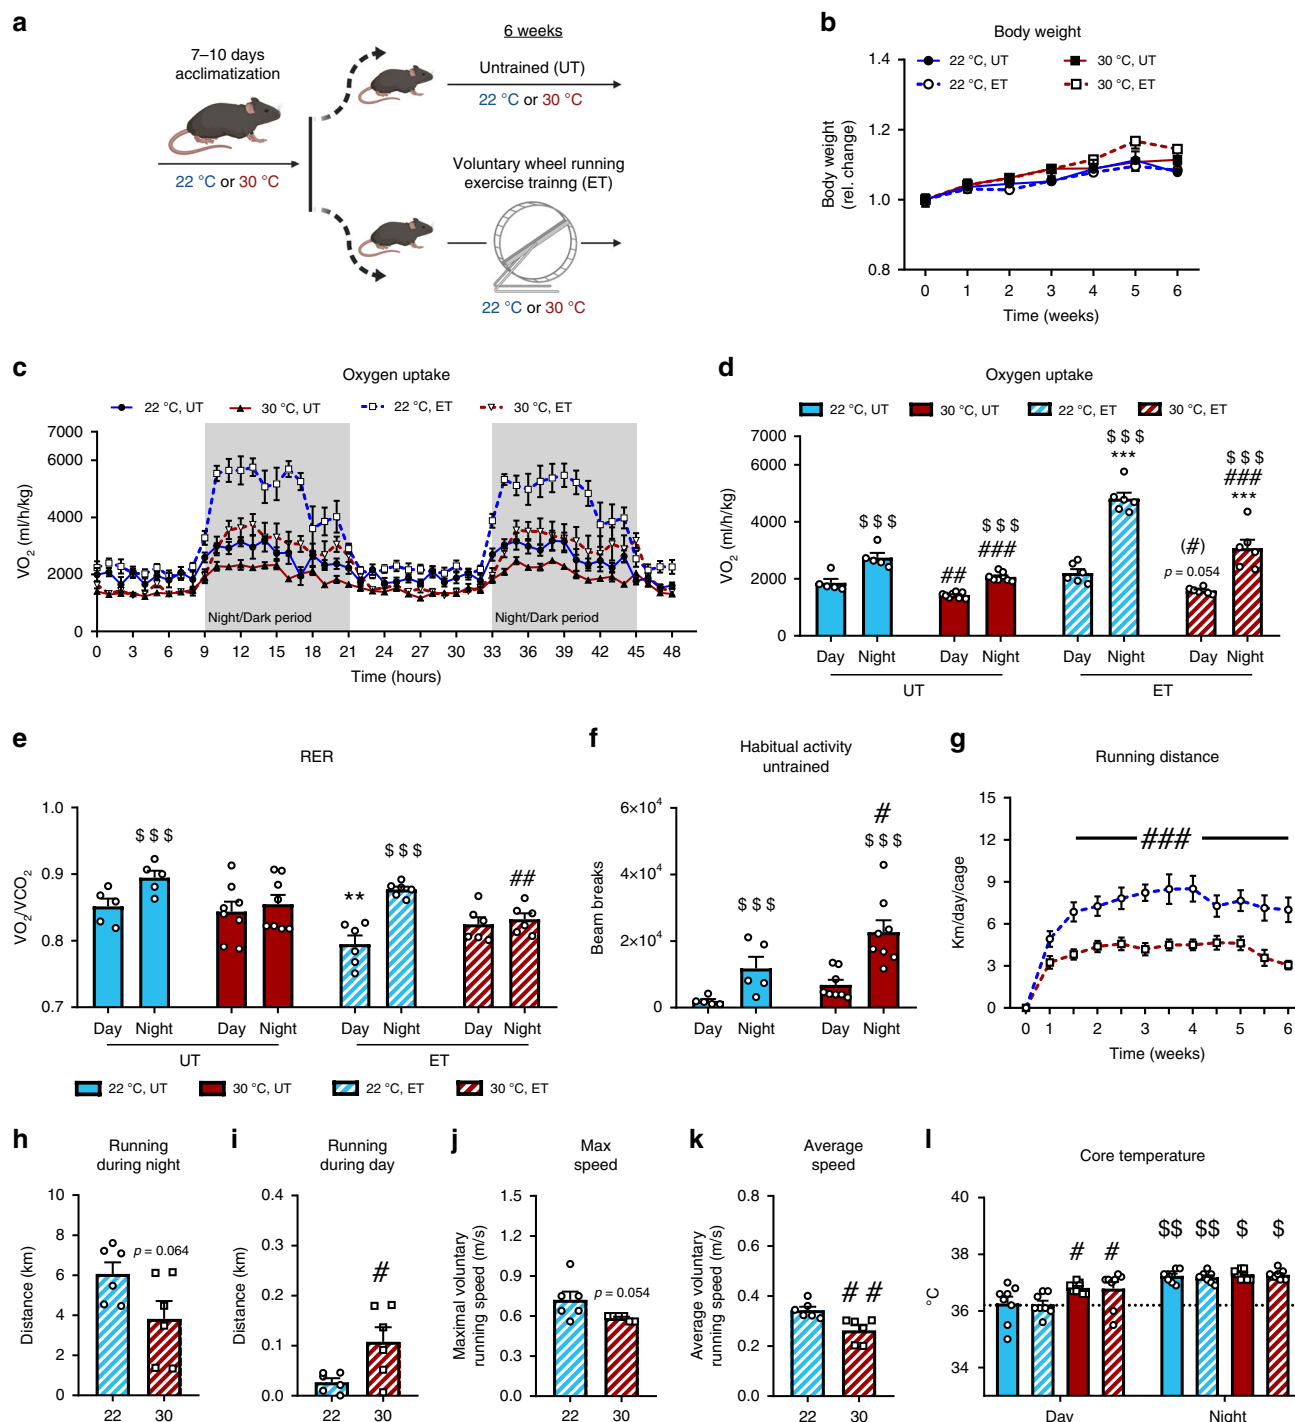 a
7–10 days
acclimatization
22 °C or 30 °C
6 weeks
Untrained (UT)
22 °C or 30 °C
Voluntary wheel running
exercise trainng (ET)
22 °C or 30 °C
b
Body weight
22 °C, UT
30 °C, UT
22 °C, ET
30 °C, ET
Body weight
(rel. change)
1.4
1.2
1.0
0.8
0 1 2 3 4 5 6
Time (weeks)
c
Oxygen uptake
22 °C, UT 30 °C, UT 22 °C, ET 30 °C, ET
VO2 (ml/h/kg)
7000
6000
4000
2000
0
Night/Dark period
Night/Dark period
0 3 6 9 12 15 18 21 24 27 30 33 36 39 42 45 48
Time (hours)
d
Oxygen uptake
22 °C, UT 30 °C, UT 22 °C, ET 30 °C, ET
VO2 (ml/h/kg)
7000
6000
4000
2000
0
$ $ $
##
$ $ $
###
$ $ $
***
(#)
p = 0.054
$ $ $
###
***
Day Night Day Night Day Night Day Night
UT ET
e
RER
VO2/VCO2
1.0
0.9
0.8
0.7
$ $ $
**
$ $ $
##
Day Night Day Night Day Night Day Night
UT ET
22 °C, UT 30 °C, UT 22 °C, ET 30 °C, ET
f
Habitual activity
untrained
Beam breaks
6×10⁴
4×10⁴
2×10⁴
0
$ $ $
#
$ $ $
Day Night Day Night
g
Running distance
Km/day/cage
15
12
9
6
3
0
###
0 1 2 3 4 5 6
Time (weeks)
h
Running
during night
Distance (km)
10
8
6
4
2
0
p = 0.064
22 30
i
Running
during day
Distance (km)
0.4
0.3
0.2
0.1
0.0
#
22 30
j
Max
speed
Maximal voluntary
running speed (m/s)
1.5
1.2
0.9
0.6
0.3
0.0
p = 0.054
22 30
k
Average
speed
Average voluntary
running speed (m/s)
0.8
0.6
0.4
0.2
0.0
# #
22 30
l
Core temperature
°C
40
38
36
34
# #
$$ $$ $ $
Day Night